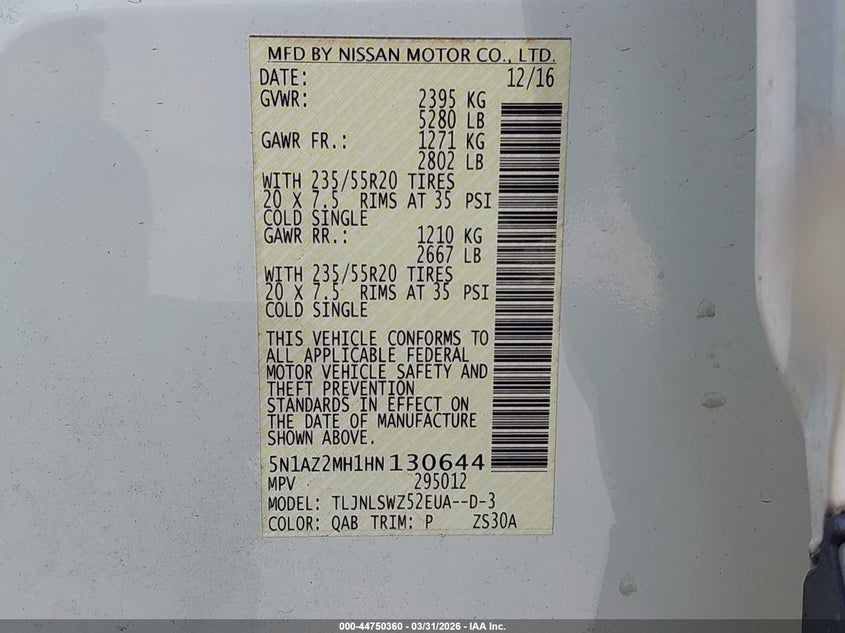 MFD BY NISSAN MOTOR CO., LTD.
DATE: 12/16
GVWR: 2395 KG
5280 LB
GAWR FR.: 1271 KG
2802 LB
WITH 235/55R20 TIRES
20 X 7.5 RIMS AT 35 PSI
COLD SINGLE
GAWR RR.: 1210 KG
2667 LB
WITH 235/55R20 TIRES
20 X 7.5 RIMS AT 35 PSI
COLD SINGLE
THIS VEHICLE CONFORMS TO
ALL APPLICABLE FEDERAL
MOTOR VEHICLE SAFETY AND
THEFT PREVENTION
STANDARDS IN EFFECT ON
THE DATE OF MANUFACTURE
SHOWN ABOVE.
5N1AZ2MH1HN130644
MPV 295012
MODEL: TLJNLSWZ52EUA--D-3
COLOR: QAB TRIM: P ZS30A
000-44750360 - 03/31/2026 - IAA Inc.